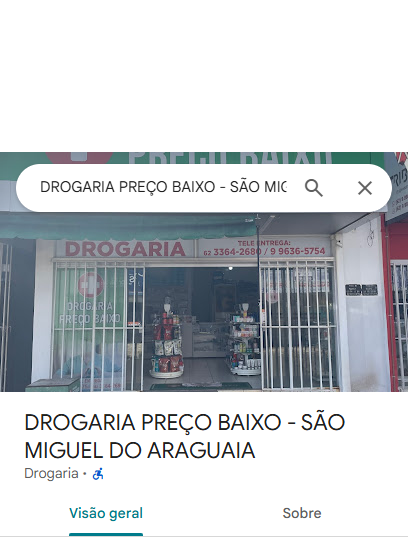 PREÇO BAIXO
DROGARIA PREÇO BAIXO - SÃO MIG
DROGARIA
TELE ENTREGA:
62 3364-2680 / 9 9636-5754
DROGARIA
PREÇO BAIXO
DROGARIA PREÇO BAIXO - SÃO
MIGUEL DO ARAGUAIA
Drogaria •
Visão geral
Sobre